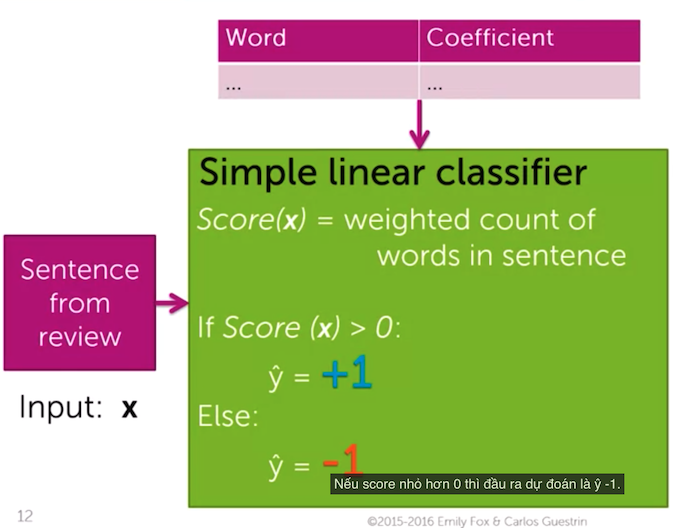 Word Coefficient
... ...
Simple linear classifier
Score(x) = weighted count of
words in sentence
Sentence
from
review
If Score (x) > 0:
ŷ = +1
Input: x
Else:
ŷ = -1
Nếu score nhỏ hơn 0 thì đầu ra dự đoán là ŷ -1.
12
©2015-2016 Emily Fox & Carlos Guestrin